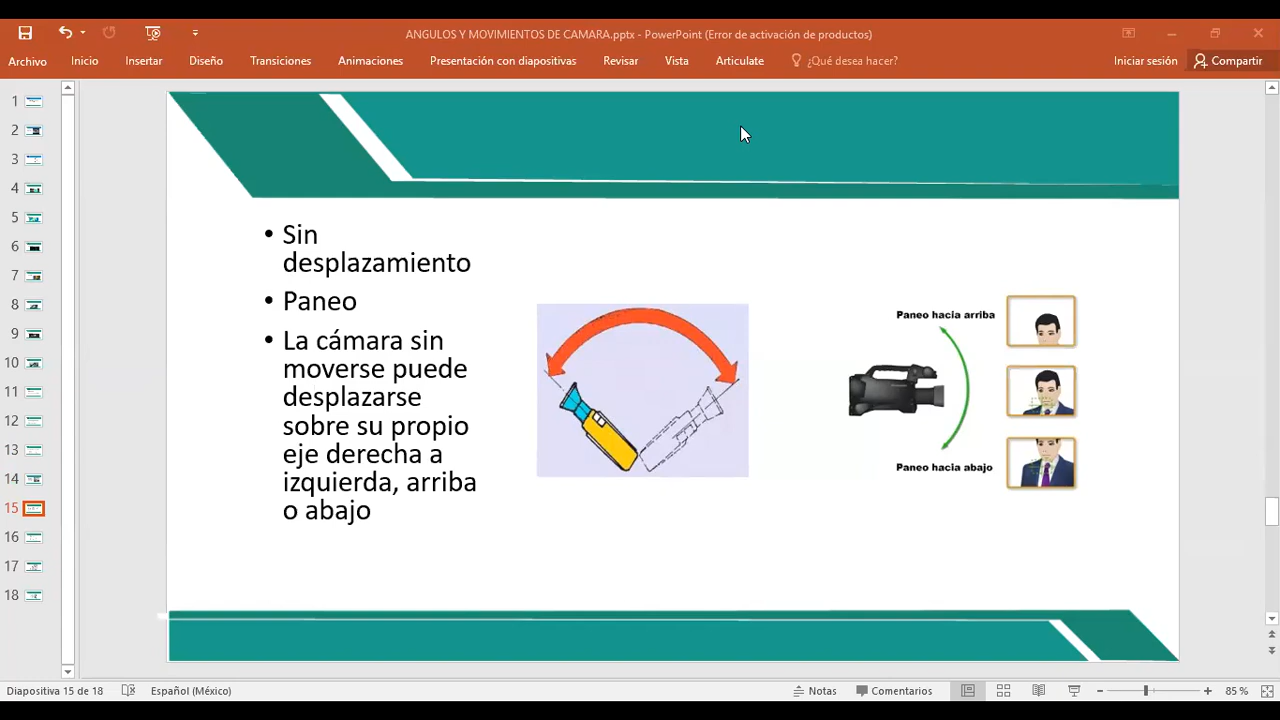 ANGULOS Y MOVIMIENTOS DE CAMARA.pptx - PowerPoint (Error de activación de productos)
Archivo Inicio Insertar Diseño Transiciones Animaciones Presentación con diapositivas Revisar Vista Articulate ¿Qué desea hacer? Iniciar sesión Compartir
1
2
3
4
5
6
7
8
9
10
11
12
13
14
15
16
17
18
• Sin
desplazamiento
• Paneo
• La cámara sin
moverse puede
desplazarse
sobre su propio
eje derecha a
izquierda, arriba
o abajo
Paneo hacia arriba
Paneo hacia abajo
Diapositiva 15 de 18 Español (México) Notas Comentarios 85 %